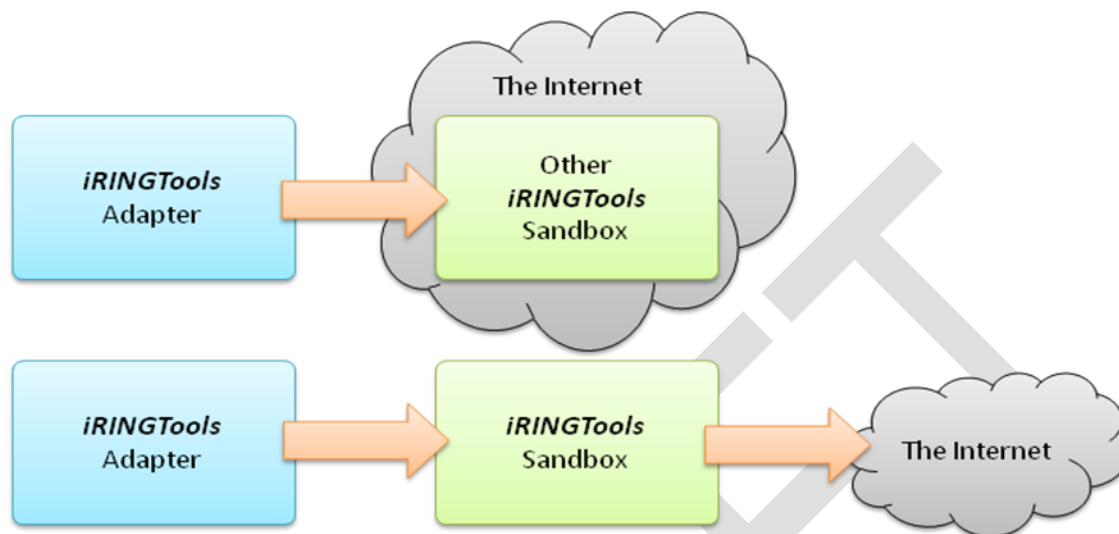 The Internet
iRINGTools
Adapter
Other
iRINGTools
Sandbox
iRINGTools
Adapter
iRINGTools
Sandbox
The Internet